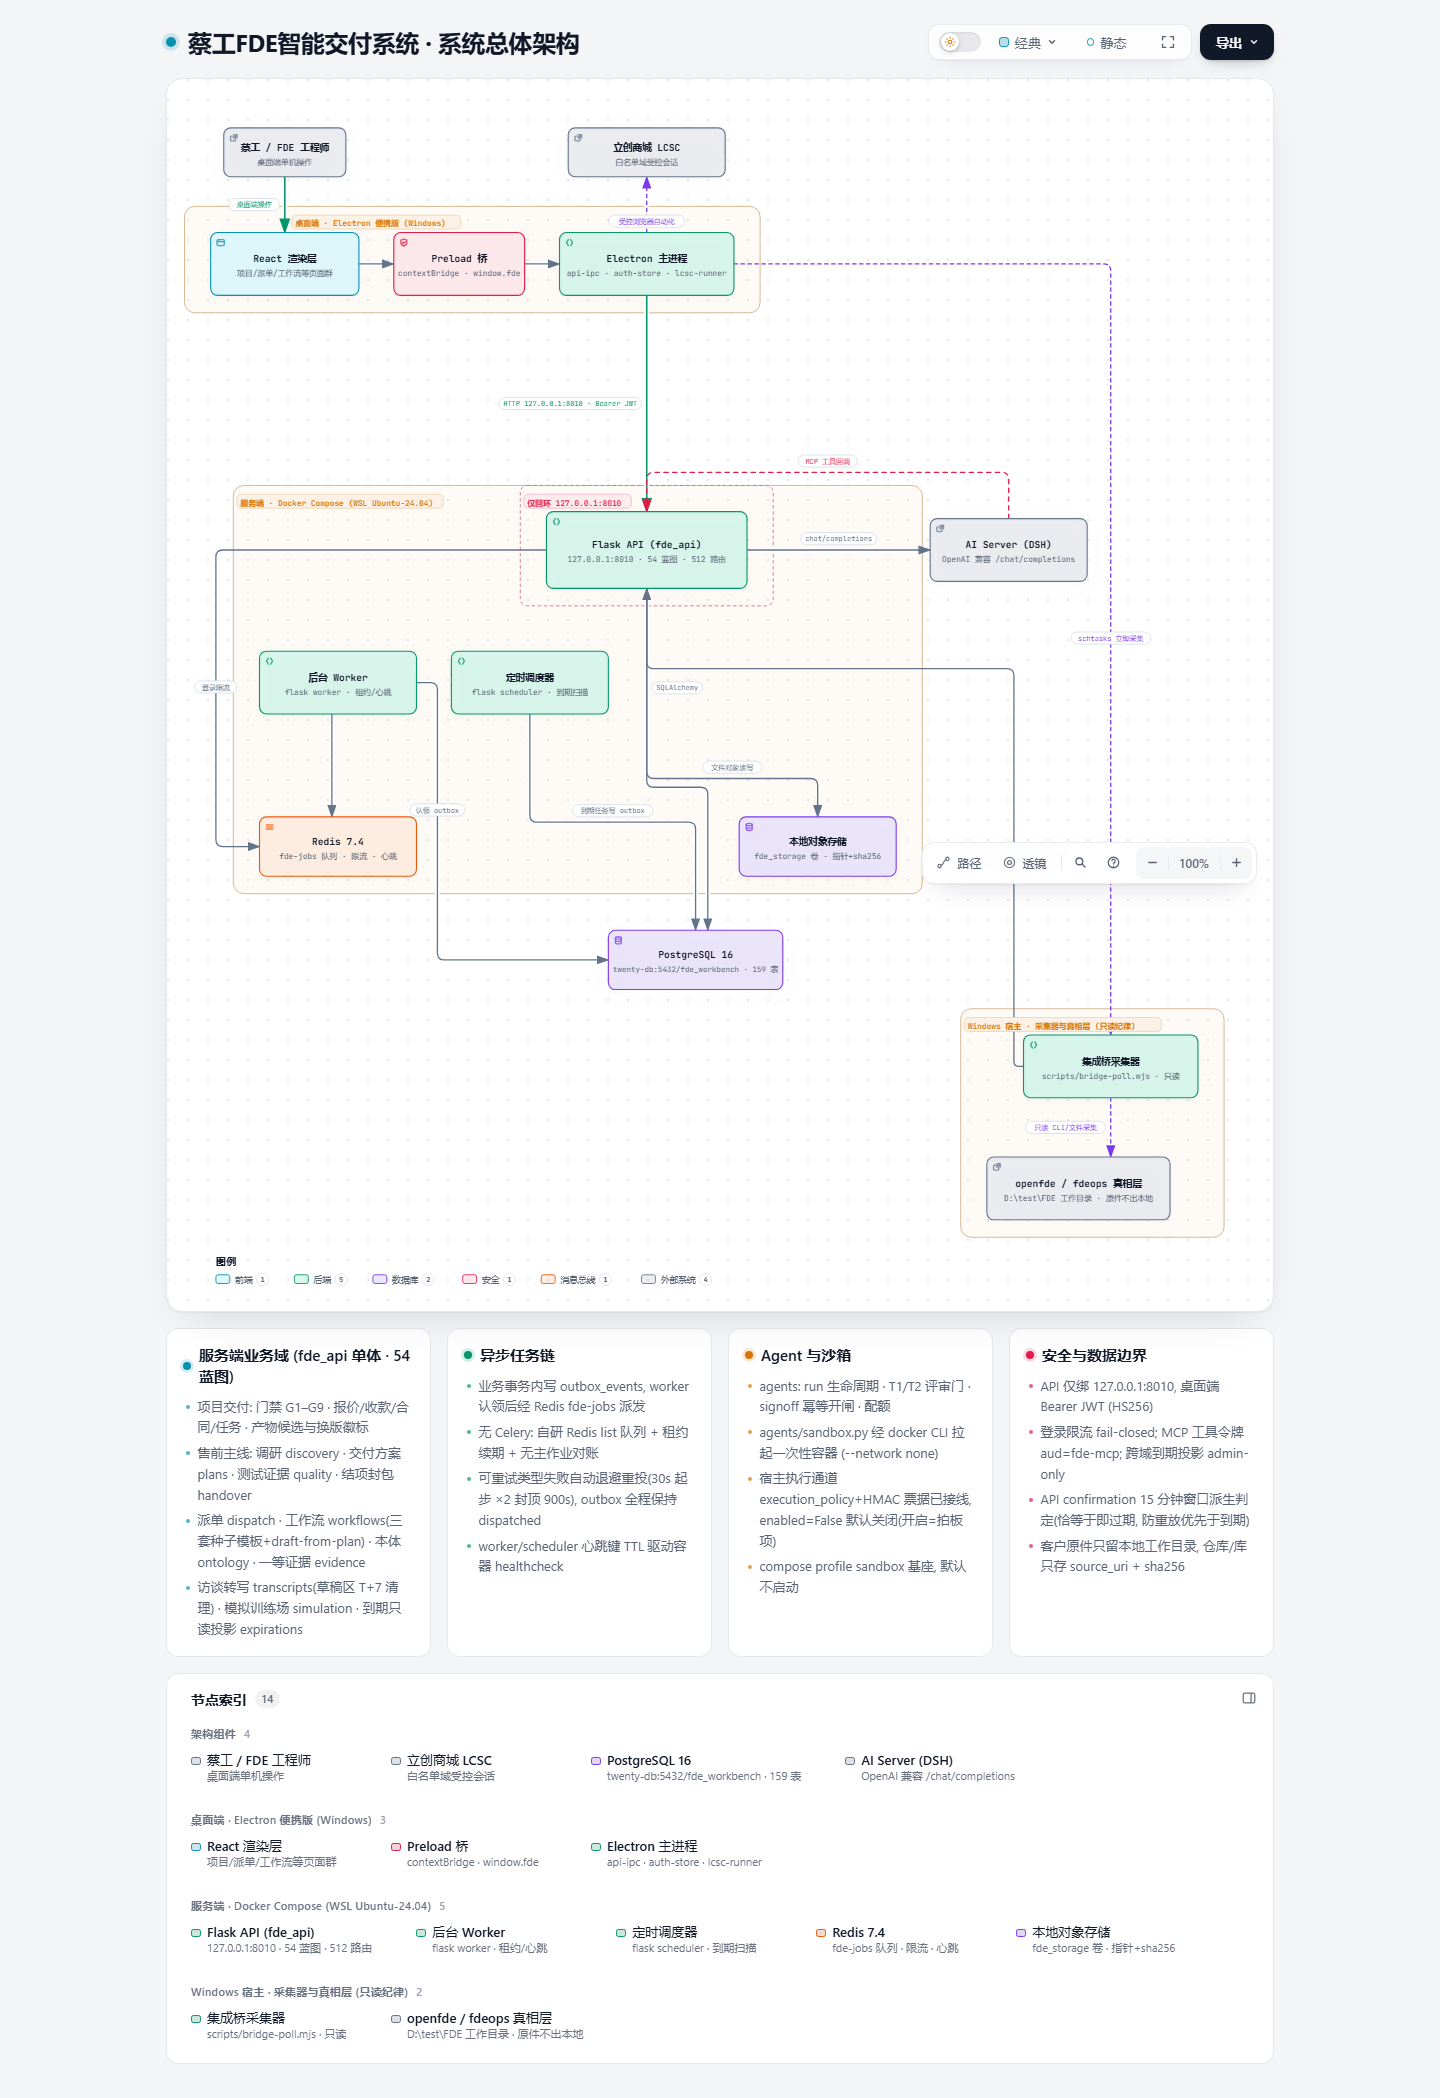 蔡工FDE智能交付系统 · 系统总体架构
经典
静态
导出
蔡工 / FDE 工程师
桌面端单机操作
立创商城 LCSC
白名单域受控会话
桌面端操作
桌面端 · Electron 便携版 (Windows)
受控浏览器自动化
React 渲染层
项目/派单/工作流等页面群
Preload 桥
contextBridge · window.fde
Electron 主进程
api-ipc · auth-store · lcsc-runner
HTTP 127.0.0.1:8010 · Bearer JWT
MCP 工具回调
服务端 · Docker Compose (WSL Ubuntu-24.04)
仅回环 127.0.0.1:8010
Flask API (fde_api)
127.0.0.1:8010 · 54 蓝图 · 512 路由
chat/completions
AI Server (DSH)
OpenAI 兼容 /chat/completions
schtasks 立即采集
后台 Worker
flask worker · 租约/心跳
定时调度器
flask scheduler · 到期扫描
登录限流
SQLAlchemy
文件对象读写
认领 outbox
到期任务写 outbox
Redis 7.4
fde-jobs 队列 · 限流 · 心跳
本地对象存储
fde_storage 卷 · 指针+sha256
路径
透镜
100%
PostgreSQL 16
twenty-db:5432/fde_workbench · 159 表
Windows 宿主 · 采集器与真相层 (只读纪律)
集成桥采集器
scripts/bridge-poll.mjs · 只读
只读 CLI/文件采集
openfde / fdeops 真相层
D:\test\FDE 工作目录 · 原件不出本地
图例
前端 1
后端 5
数据库 2
安全 1
消息总线 1
外部系统 4
服务端业务域 (fde_api 单体 · 54
蓝图)
项目交付: 门禁 G1–G9 · 报价/收款/合
同/任务 · 产物候选与换版徽标
售前主线: 调研 discovery · 交付方案
plans · 测试证据 quality · 结项封包
handover
派单 dispatch · 工作流 workflows(三
套种子模板+draft-from-plan) · 本体
ontology · 一等证据 evidence
访谈转写 transcripts(草稿区 T+7 清
理) · 模拟训练场 simulation · 到期只
读投影 expirations
异步任务链
业务事务内写 outbox_events, worker
认领后经 Redis fde-jobs 派发
无 Celery: 自研 Redis list 队列 + 租约
续期 + 无主作业对账
可重试类型失败自动退避重投(30s 起
步 ×2 封顶 900s), outbox 全程保持
dispatched
worker/scheduler 心跳键 TTL 驱动容
器 healthcheck
Agent 与沙箱
agents: run 生命周期 · T1/T2 评审门 ·
signoff 幂等开闸 · 配额
agents/sandbox.py 经 docker CLI 拉
起一次性容器 (--network none)
宿主执行通道
execution_policy+HMAC 票据已接线,
enabled=False 默认关闭(开启=拍板
项)
compose profile sandbox 基座, 默认
不启动
安全与数据边界
API 仅绑 127.0.0.1:8010, 桌面端
Bearer JWT (HS256)
登录限流 fail-closed; MCP 工具令牌
aud=fde-mcp; 跨域到期投影 admin-
only
API confirmation 15 分钟窗口派生判
定(恰等于即过期, 防重放优先于到期)
客户原件只留本地工作目录, 仓库/库
只存 source_uri + sha256
节点索引 14
架构组件 4
蔡工 / FDE 工程师
桌面端单机操作
立创商城 LCSC
白名单域受控会话
PostgreSQL 16
twenty-db:5432/fde_workbench · 159 表
AI Server (DSH)
OpenAI 兼容 /chat/completions
桌面端 · Electron 便携版 (Windows) 3
React 渲染层
项目/派单/工作流等页面群
Preload 桥
contextBridge · window.fde
Electron 主进程
api-ipc · auth-store · lcsc-runner
服务端 · Docker Compose (WSL Ubuntu-24.04) 5
Flask API (fde_api)
127.0.0.1:8010 · 54 蓝图 · 512 路由
后台 Worker
flask worker · 租约/心跳
定时调度器
flask scheduler · 到期扫描
Redis 7.4
fde-jobs 队列 · 限流 · 心跳
本地对象存储
fde_storage 卷 · 指针+sha256
Windows 宿主 · 采集器与真相层 (只读纪律) 2
集成桥采集器
scripts/bridge-poll.mjs · 只读
openfde / fdeops 真相层
D:\test\FDE 工作目录 · 原件不出本地